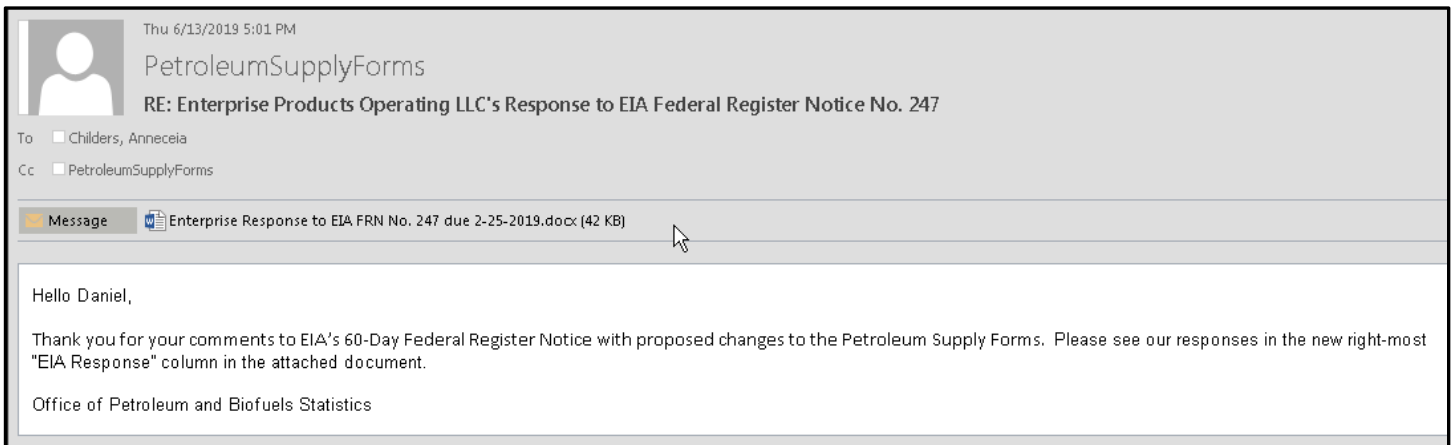 Thu 6/13/2019 5:01 PM
PetroleumSupplyForms
RE: Enterprise Products Operating LLC's Response to EIA Federal Register Notice No. 247
To Childers, Anneceia
Cc PetroleumSupplyForms
Message Enterprise Response to EIA FRN No. 247 due 2-25-2019.docx (42 KB)
Hello Daniel,
Thank you for your comments to EIA's 60-Day Federal Register Notice with proposed changes to the Petroleum Supply Forms. Please see our responses in the new right-most
"EIA Response" column in the attached document.
Office of Petroleum and Biofuels Statistics